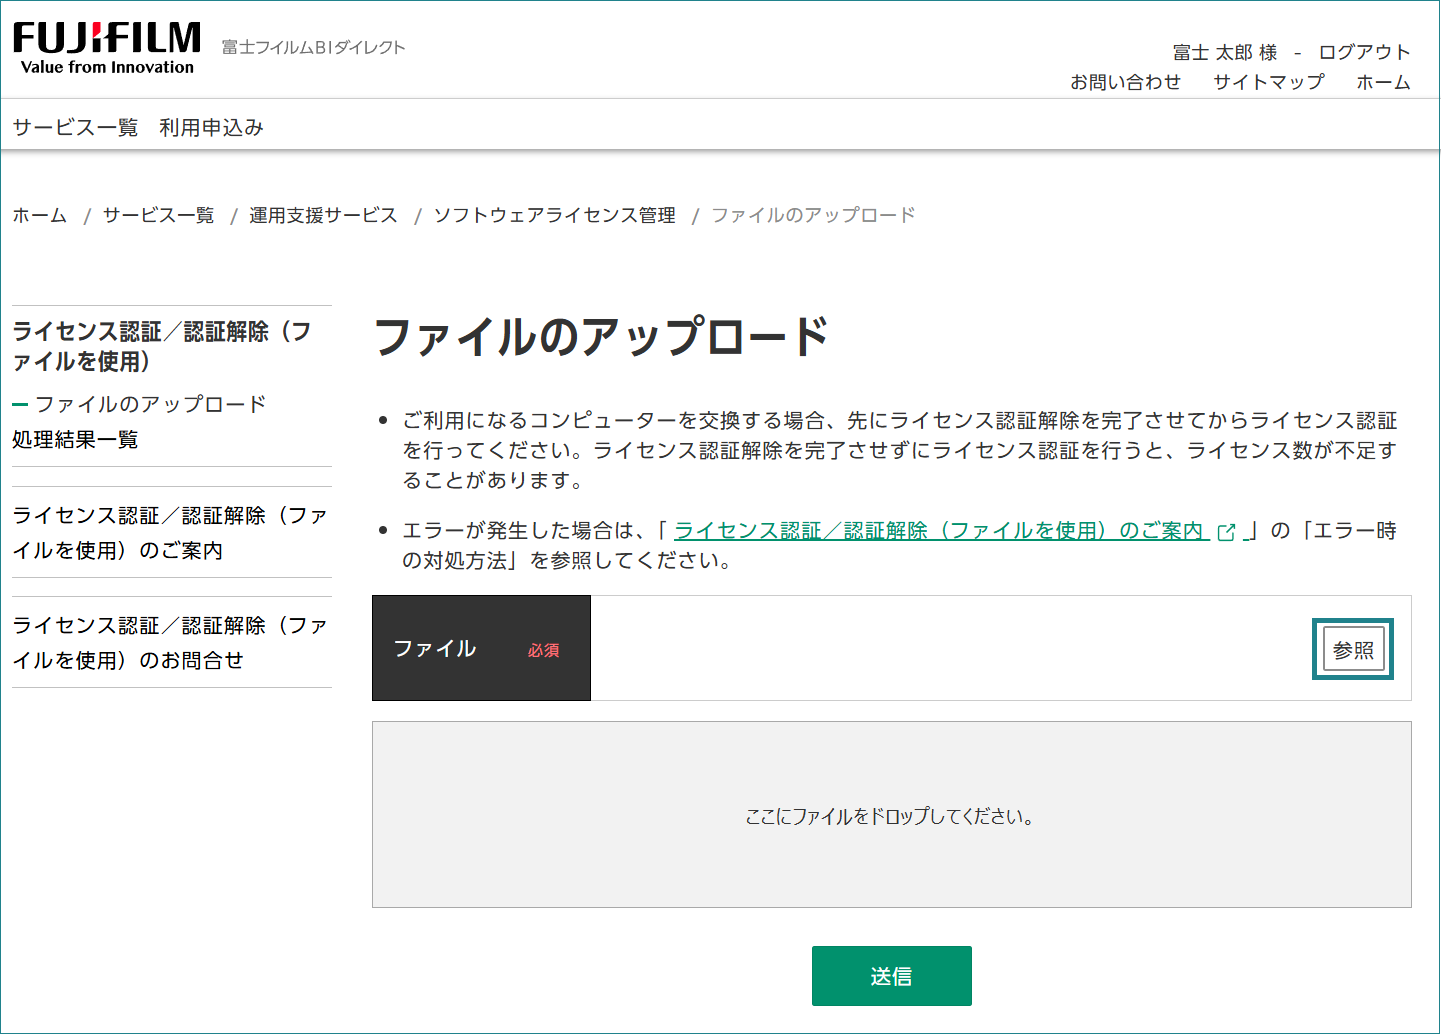 FUJIFILM
Value from Innovation
富士フイルムBIダイレクト
富士 太郎 様 - ログアウト
お問い合わせ サイトマップ ホーム
サービス一覧 利用申込み
ホーム / サービス一覧 / 運用支援サービス / ソフトウェアライセンス管理 / ファイルのアップロード
ライセンス認証／認証解除（フ
ァイルを使用）
ファイルのアップロード
処理結果一覧
ライセンス認証／認証解除（ファ
イルを使用）のご案内
ライセンス認証／認証解除（ファ
イルを使用）のお問合せ
ファイルのアップロード
• ご利用になるコンピューターを交換する場合、先にライセンス認証解除を完了させてからライセンス認証
を行ってください。ライセンス認証解除を完了させずにライセンス認証を行うと、ライセンス数が不足す
ることがあります。
• エラーが発生した場合は、「 ライセンス認証／認証解除（ファイルを使用）のご案内 」の「エラー時
の対処方法」を参照してください。
ファイル 必須
参照
ここにファイルをドロップしてください。
送信